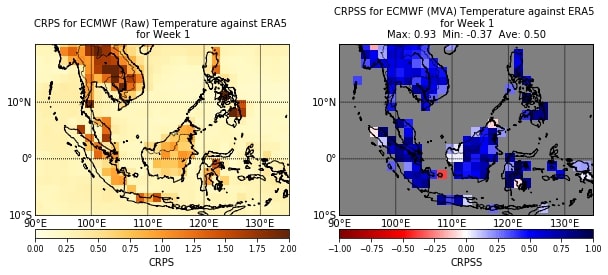 CRPS for ECMWF (Raw) Temperature against ERA5
for Week 1
10°N
0°
10°S
90°E 100°E 110°E 120°E 130°E
0.00 0.25 0.50 0.75 1.00 1.25 1.50 1.75 2.00
CRPS
CRPSS for ECMWF (MVA) Temperature against ERA5
for Week 1
Max: 0.93 Min: -0.37 Ave: 0.50
10°N
0°
10°S
90°E 100°E 110°E 120°E 130°E
−1.00 −0.75 −0.50 −0.25 0.00 0.25 0.50 0.75 1.00
CRPSS